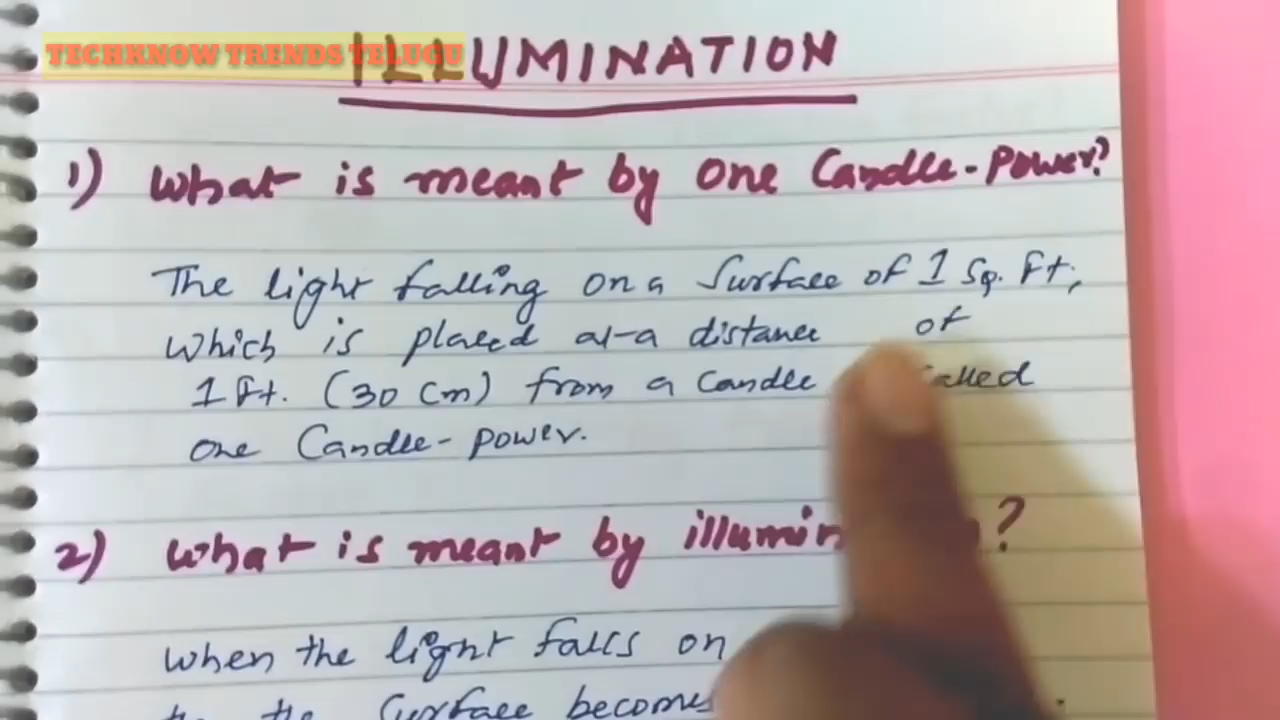 TECHKNOW TRENDS TELUGU
ILLUMINATION
1) What is meant by one Candle-Power?
The light falling on a Surface of 1 Sq. Ft,
which is placed at a distance of
1 Ft. (30 Cm) from a Candle called
one Candle-power.
2) What is meant by ?
When the light falls on
the Surface becomes